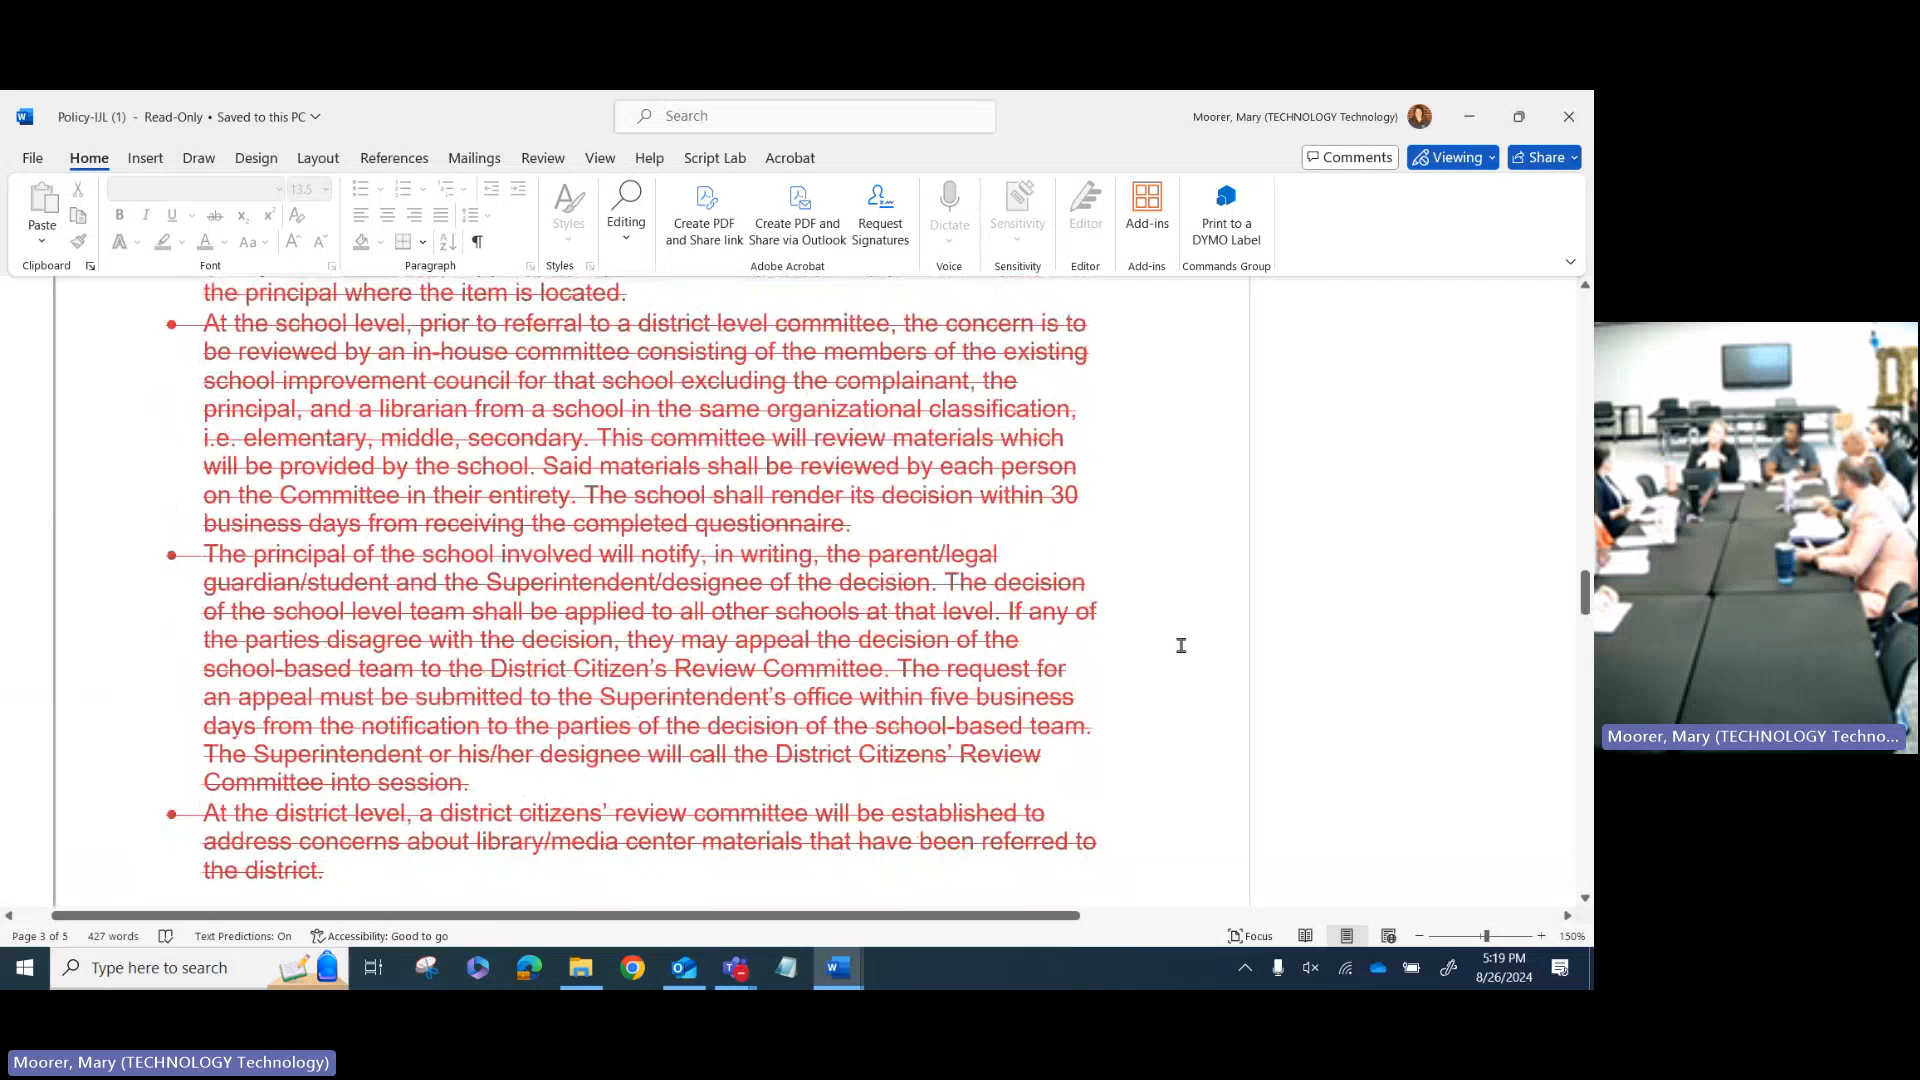 Policy-IJL (1) - Read-Only • Saved to this PC
Search
Moorer, Mary (TECHNOLOGY Technology)
File Home Insert Draw Design Layout References Mailings Review View Help Script Lab Acrobat
Comments Viewing Share
Paste
Clipboard
13.5
B I U ab x₂ x²
A A Aa A A
Font
Paragraph
Styles
Styles
Editing
Create PDF and Share link
Create PDF and Share via Outlook
Request Signatures
Adobe Acrobat
Dictate
Voice
Sensitivity
Sensitivity
Editor
Editor
Add-ins
Add-ins
Print to a DYMO Label
Commands Group
the principal where the item is located.
At the school level, prior to referral to a district level committee, the concern is to
be reviewed by an in-house committee consisting of the members of the existing
school improvement council for that school excluding the complainant, the
principal, and a librarian from a school in the same organizational classification,
i.e. elementary, middle, secondary. This committee will review materials which
will be provided by the school. Said materials shall be reviewed by each person
on the Committee in their entirety. The school shall render its decision within 30
business days from receiving the completed questionnaire.
The principal of the school involved will notify, in writing, the parent/legal
guardian/student and the Superintendent/designee of the decision. The decision
of the school level team shall be applied to all other schools at that level. If any of
the parties disagree with the decision, they may appeal the decision of the
school-based team to the District Citizen’s Review Committee. The request for
an appeal must be submitted to the Superintendent’s office within five business
days from the notification to the parties of the decision of the school-based team.
The Superintendent or his/her designee will call the District Citizens’ Review
Committee into session.
At the district level, a district citizens’ review committee will be established to
address concerns about library/media center materials that have been referred to
the district.
Page 3 of 5 427 words Text Predictions: On Accessibility: Good to go
Focus
150%
Type here to search
5:19 PM
8/26/2024
Moorer, Mary (TECHNOLOGY Techno...
Moorer, Mary (TECHNOLOGY Technology)